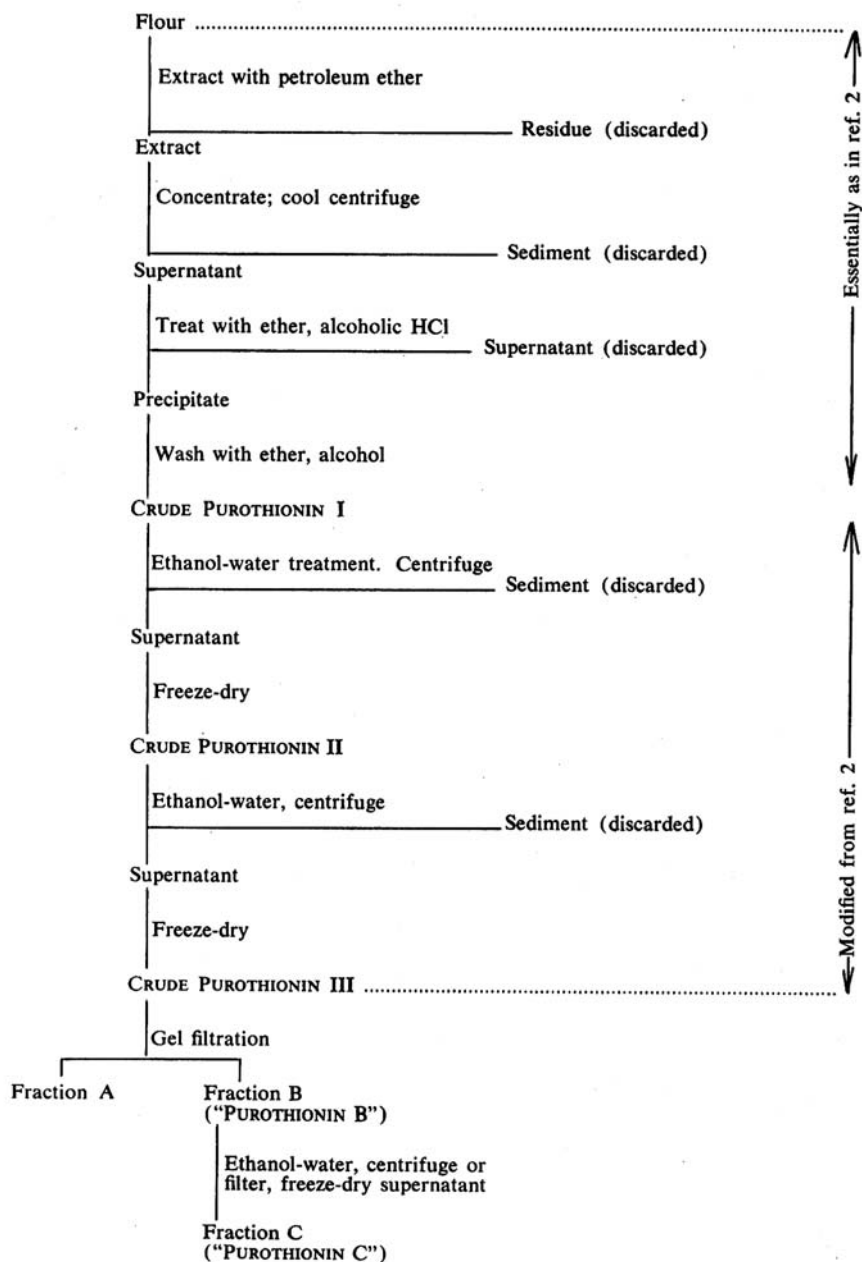 Flour
Extract with petroleum ether
Residue (discarded)
Extract
Concentrate; cool centrifuge
Sediment (discarded)
Supernatant
Treat with ether, alcoholic HCl
Supernatant (discarded)
Precipitate
Wash with ether, alcohol
CRUDE PUROTHIONIN I
Essentially as in ref. 2
Ethanol-water treatment. Centrifuge
Sediment (discarded)
Supernatant
Freeze-dry
CRUDE PUROTHIONIN II
Ethanol-water, centrifuge
Sediment (discarded)
Supernatant
Freeze-dry
CRUDE PUROTHIONIN III
Modified from ref. 2
Gel filtration
Fraction A
Fraction B
("PUROTHIONIN B")
Ethanol-water, centrifuge or
filter, freeze-dry supernatant
Fraction C
("PUROTHIONIN C")